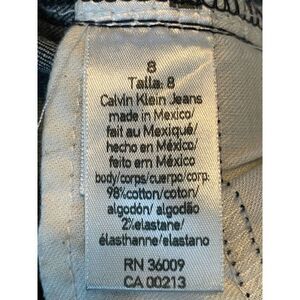 8
Talla: 8
Calvin Klein Jeans
made in Mexico/
fait au Mexiqué/
hecho en México/
feito em México
body/corps/cuerpo/corp:
98%cotton/coton/
algodón/ algodão
2%elastane/
élasthanne/elastano
RN 36009
CA 00213